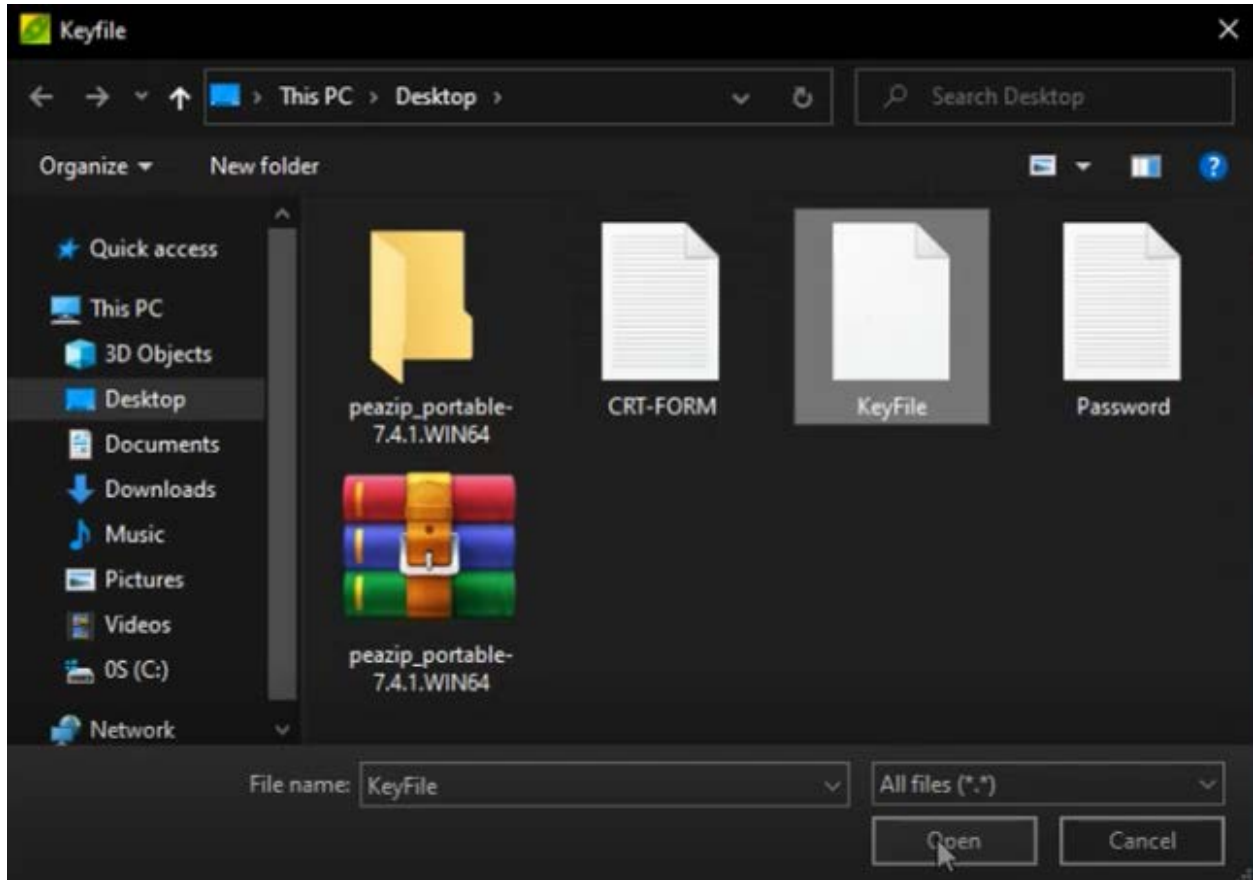 Keyfile
This PC > Desktop >
Search Desktop
Organize
New folder
Quick access
This PC
3D Objects
Desktop
Documents
Downloads
Music
Pictures
Videos
0S (C:)
Network
peazip_portable-
7.4.1.WIN64
CRT-FORM
KeyFile
Password
peazip_portable-
7.4.1.WIN64
File name: KeyFile
All files (*.*)
Open
Cancel